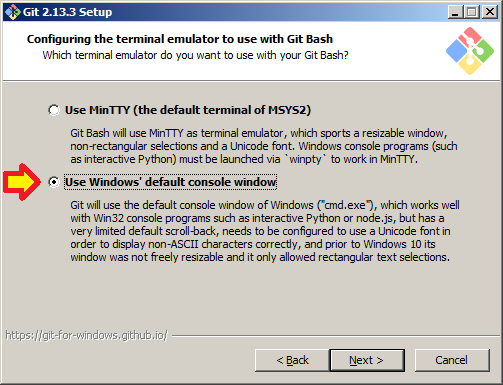 Git 2.13.3 Setup
Configuring the terminal emulator to use with Git Bash
Which terminal emulator do you want to use with your Git Bash?
Use MinTTY (the default terminal of MSYS2)
Git Bash will use MinTTY as terminal emulator, which sports a resizable window,
non-rectangular selections and a Unicode font. Windows console programs (such
as interactive Python) must be launched via `winpty` to work in MinTTY.
Use Windows' default console window
Git will use the default console window of Windows ("cmd.exe"), which works well
with Win32 console programs such as interactive Python or node.js, but has a
very limited default scroll-back, needs to be configured to use a Unicode font in
order to display non-ASCII characters correctly, and prior to Windows 10 its
window was not freely resizable and it only allowed rectangular text selections.
https://git-for-windows.github.io/
< Back
Next >
Cancel